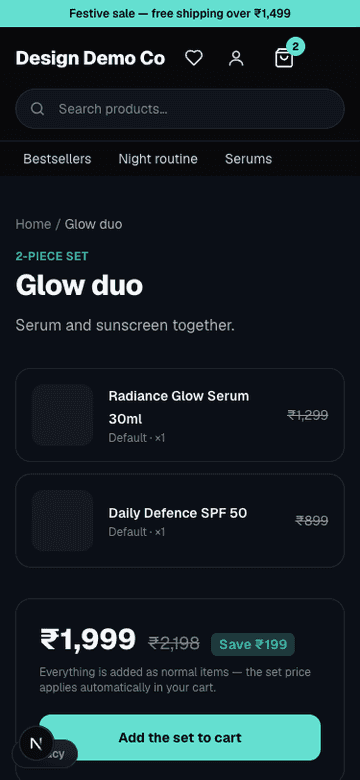 Festive sale — free shipping over ₹1,499
Design Demo Co
2
Search products...
Bestsellers Night routine Serums
Home / Glow duo
2-PIECE SET
Glow duo
Serum and sunscreen together.
Radiance Glow Serum
30ml
₹1,299
Default · ×1
Daily Defence SPF 50
₹899
Default · ×1
₹1,999 ₹2,198 Save ₹199
Everything is added as normal items — the set price
applies automatically in your cart.
Add the set to cart
N